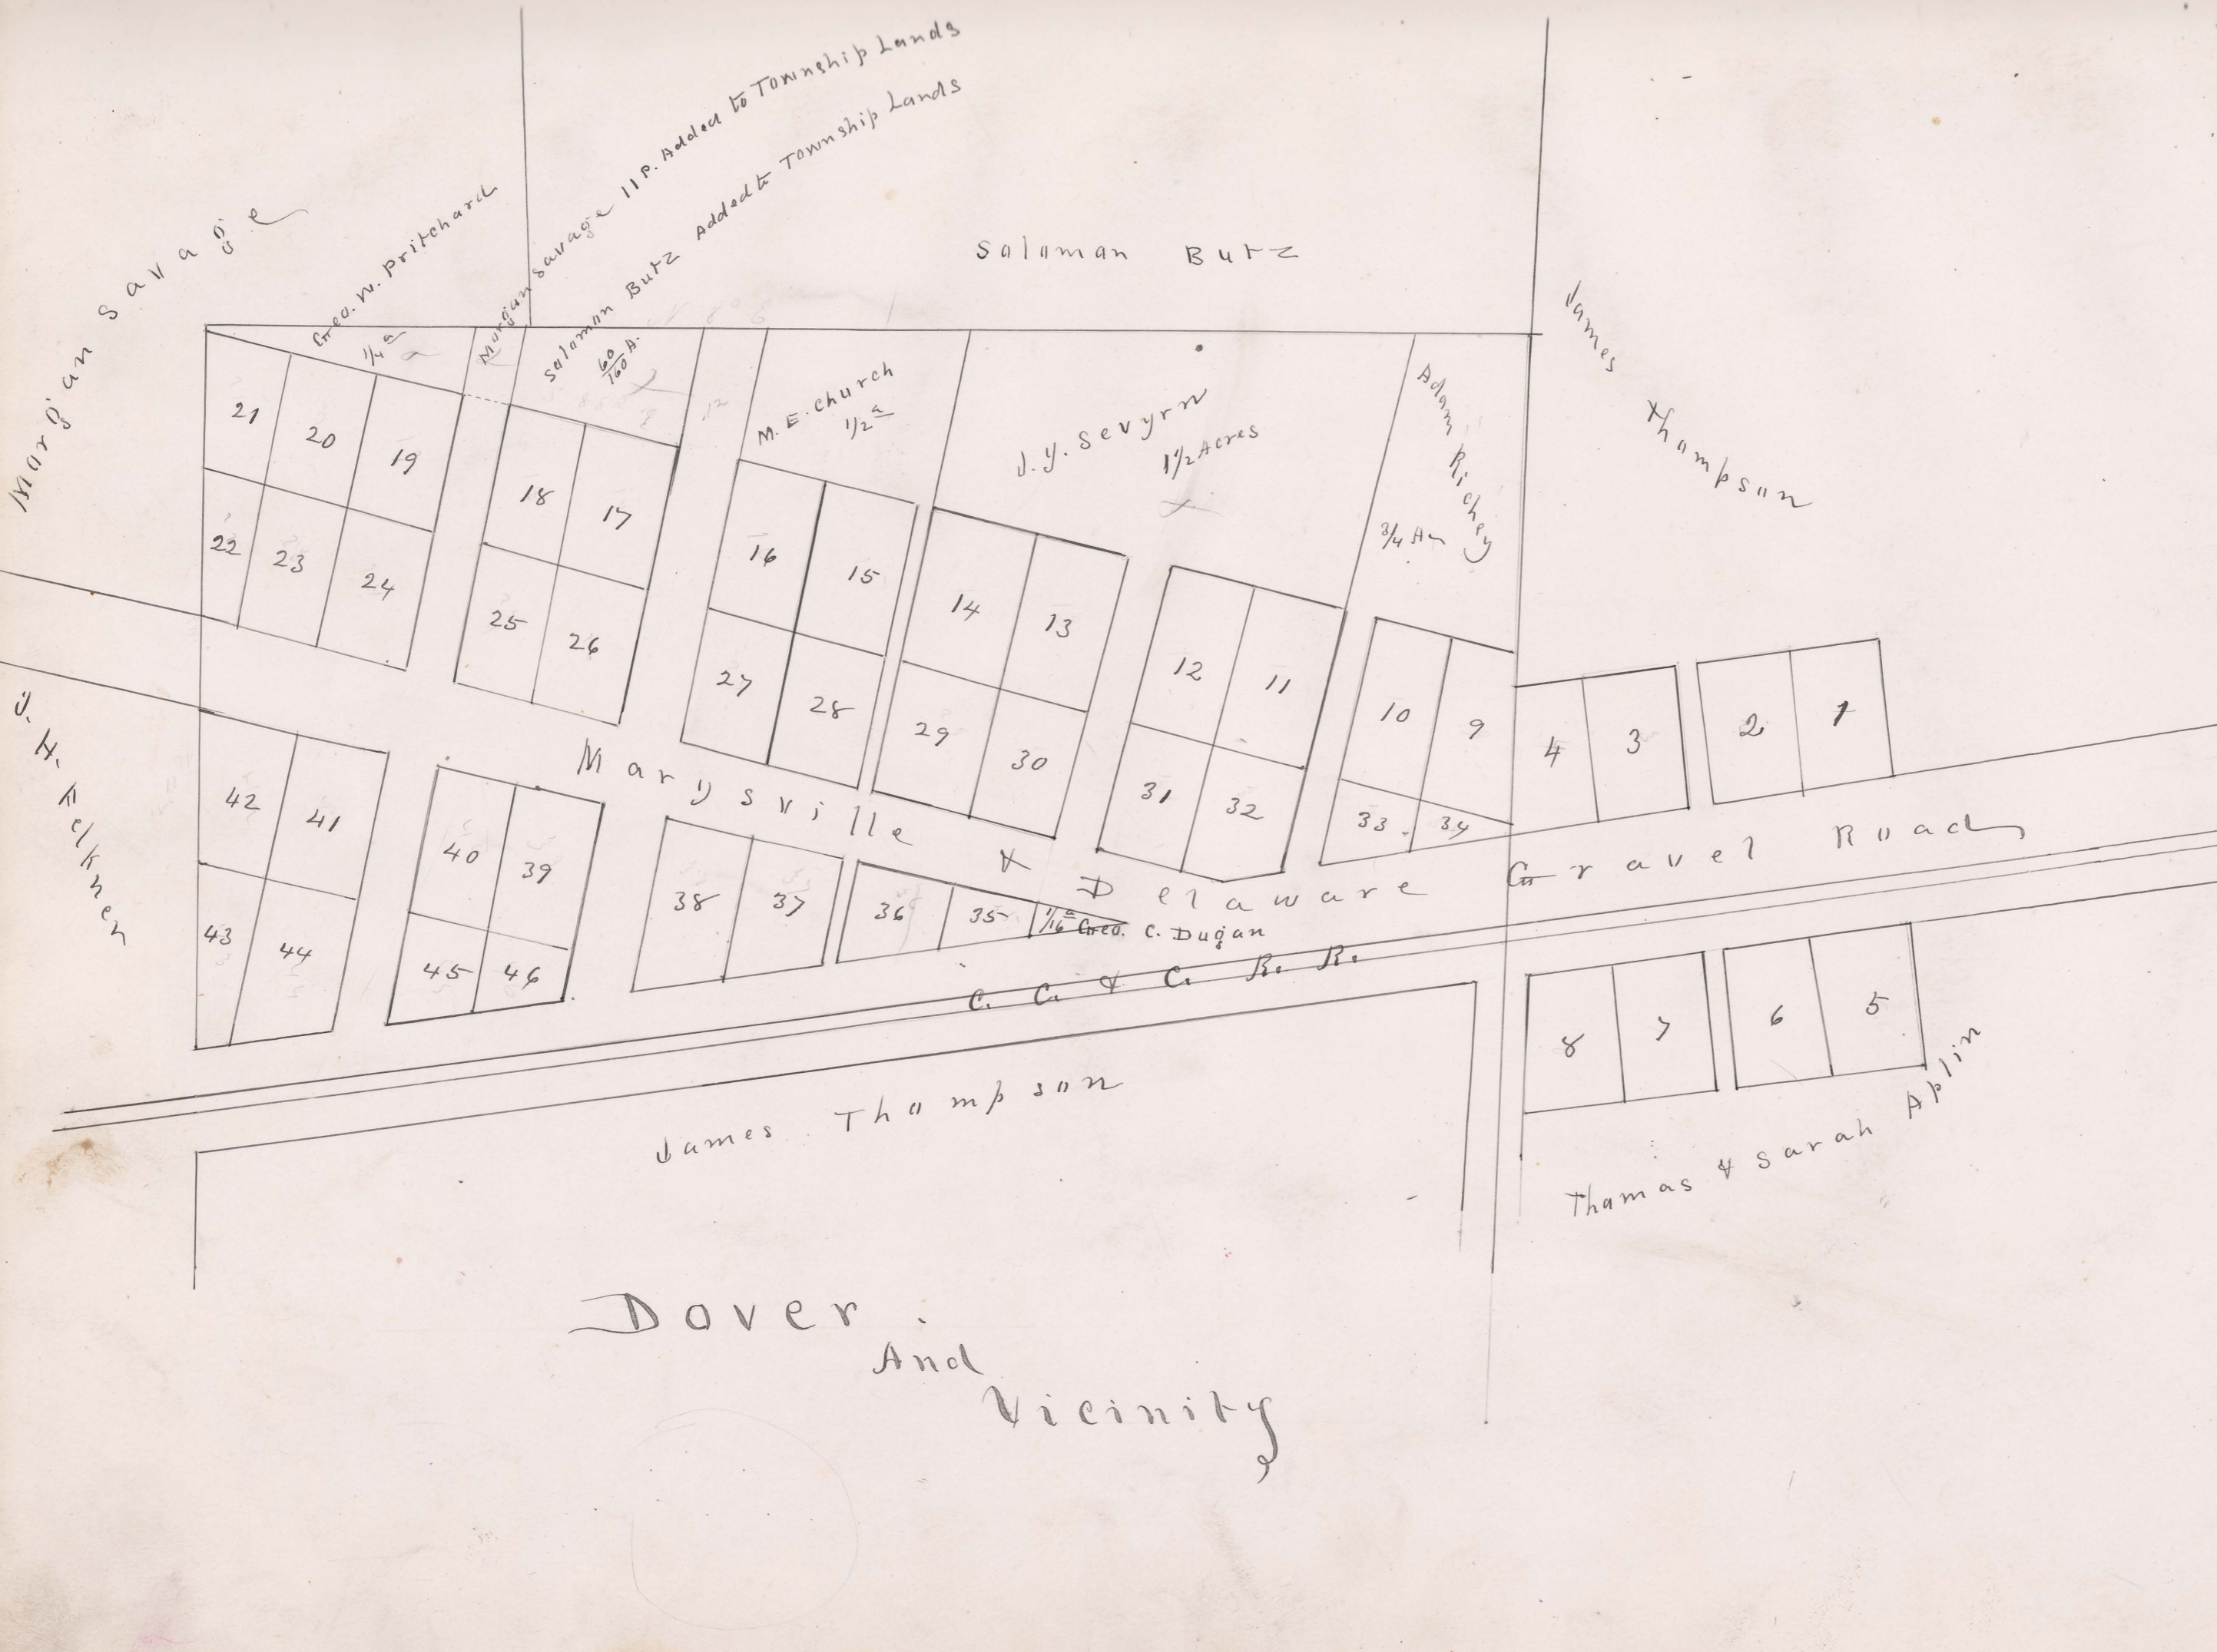 Morgan Savage
Geo. W. Pritchard
1/4 a
Morgan Savage 11 P. Added to Township Lands
Soloman Butz Added to Township Lands
60/160 A.
Soloman Butz
M. E. Church
1/2 a
J. Y. Sevyrn
1 1/2 Acres
Adam Richey
3/4 Ac
James Thompson
21 20 19
22 23 24
18 17
25 26
16 15
27 28
14 13
29 30
12 11
31 32
10 9
33 34
4 3
2 1
J. H. Felkner
42 41
43 44
40 39
45 46
38 37
36 35
1/16 a Geo. C. Dugan
Marysville & Delaware Gravel Road
C. C. & C. R. R.
8 7
6 5
James Thompson
Thomas & Sarah Aplin
Dover
And
Vicinity